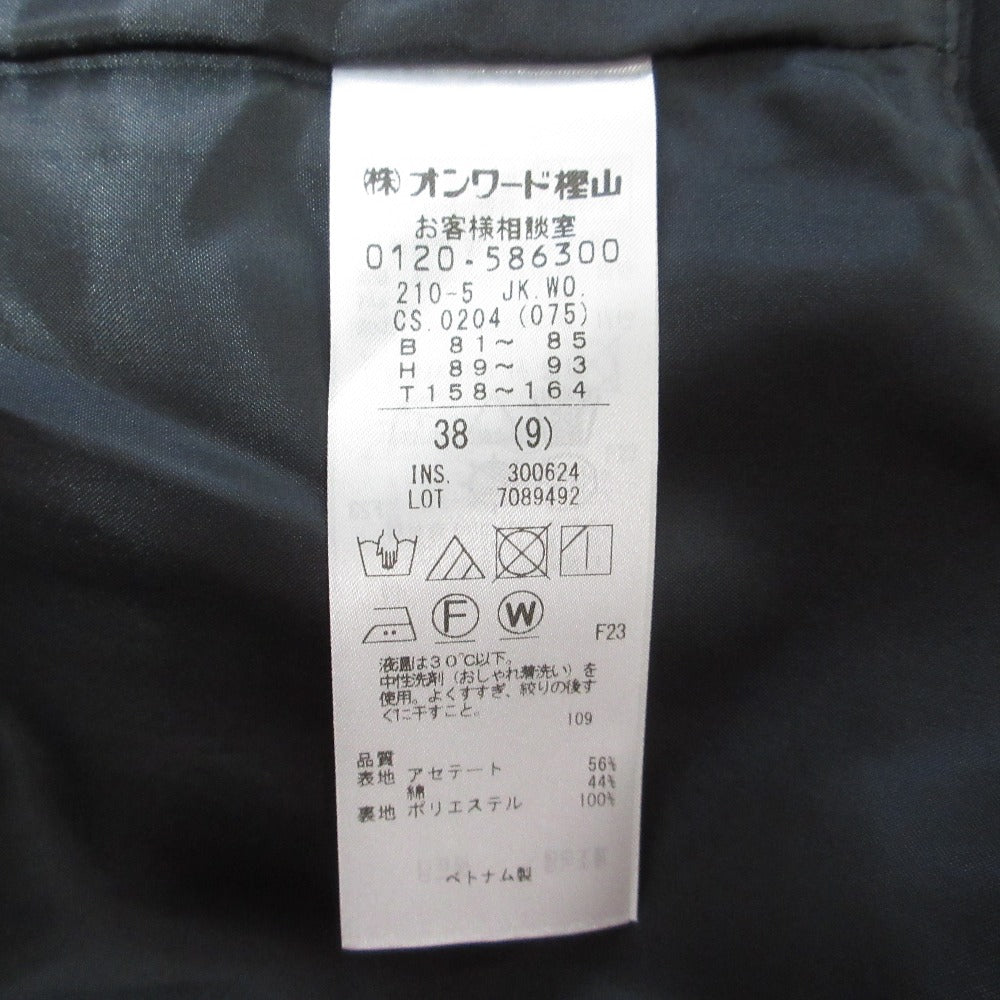 ㈱オンワード樫山
お客様相談室
0120-586300
210-5 JK.WO.
CS.0204 (075)
B 81〜 85
H 89〜 93
T158〜164
38 (9)
INS. 300624
LOT 7089492
F W F23
液温は30℃以下。
中性洗剤(おしゃれ着洗い)を
使用。よくすすぎ、絞りの後す
ぐに干すこと。
109
品質
表地 アセテート 56%
綿 44%
裏地 ポリエステル 100%
ベトナム製